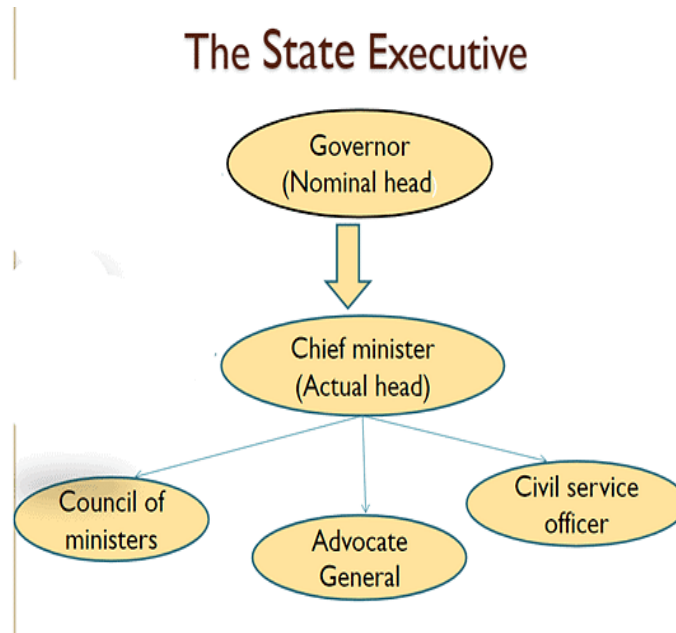 The State Executive
Governor
(Nominal head)
Chief minister
(Actual head)
Council of
ministers
Advocate
General
Civil service
officer